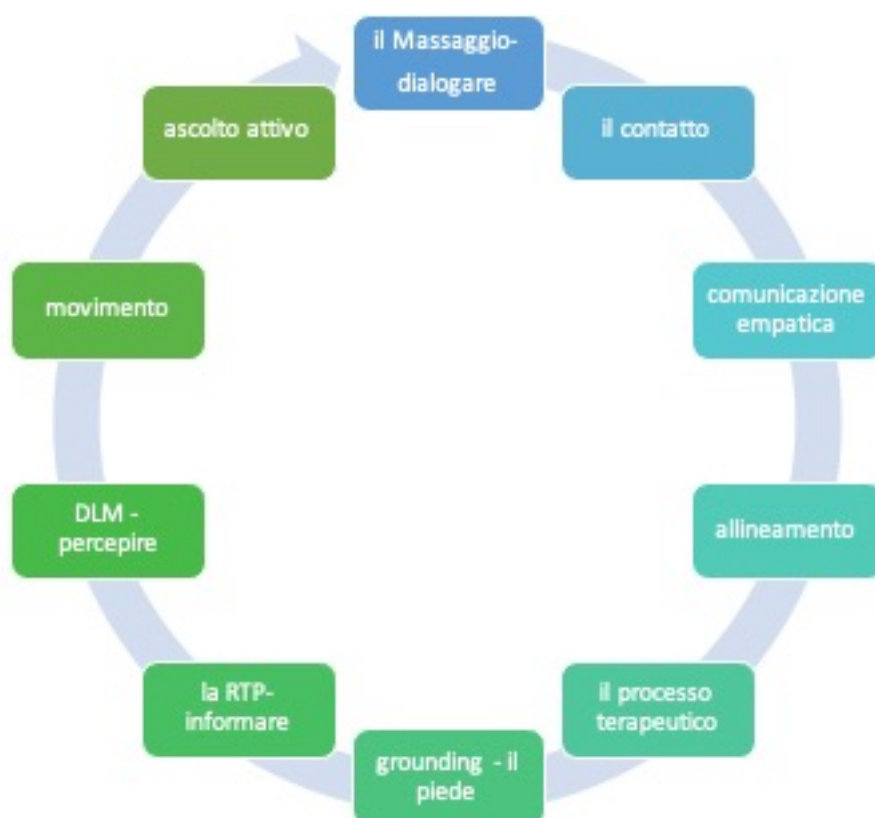 il Massaggio-
dialogare
il contatto
comunicazione
empatica
allineamento
il processo
terapeutico
grounding - il
piede
la RTP-
informare
DLM -
percepire
movimento
ascolto attivo